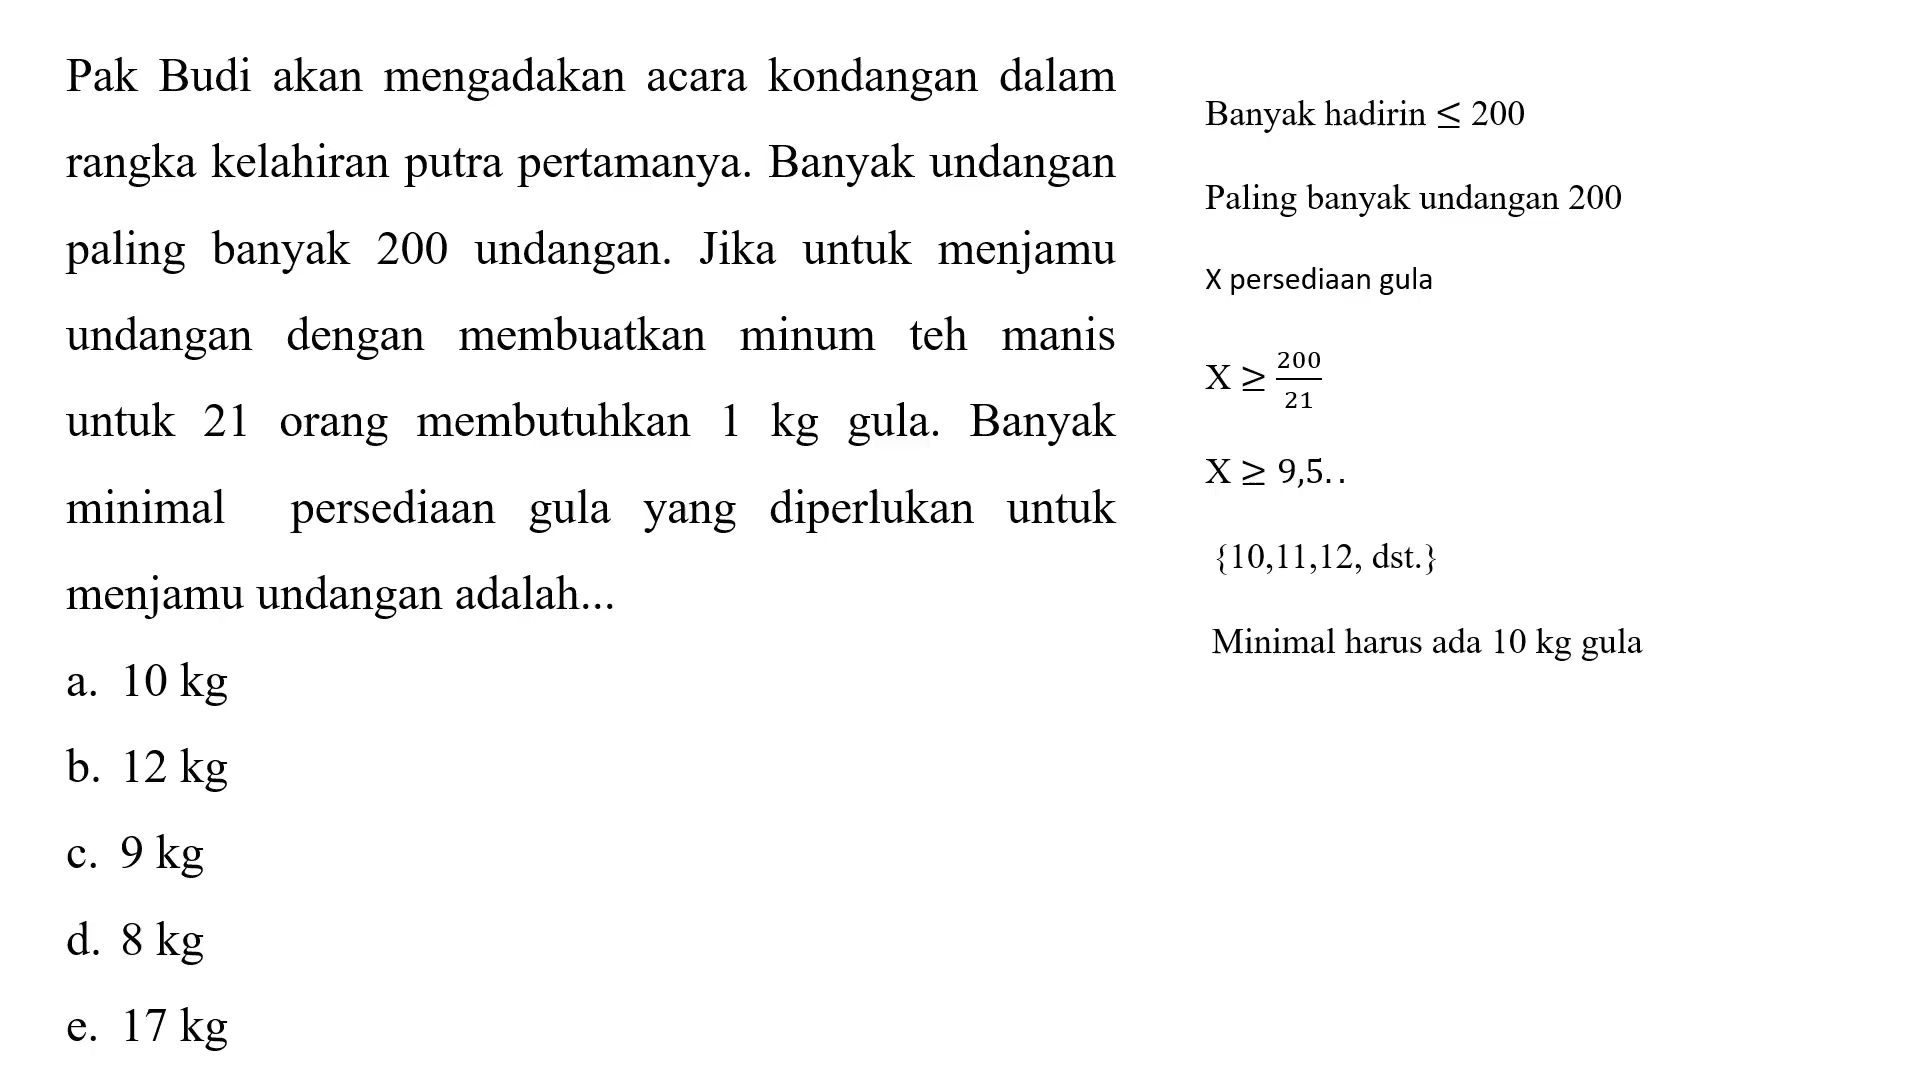 Pak Budi akan mengadakan acara kondangan dalam
rangka kelahiran putra pertamanya. Banyak undangan
paling banyak 200 undangan. Jika untuk menjamu
undangan dengan membuatkan minum teh manis
untuk 21 orang membutuhkan 1 kg gula. Banyak
minimal persediaan gula yang diperlukan untuk
menjamu undangan adalah...
a. 10 kg
b. 12 kg
c. 9 kg
d. 8 kg
e. 17 kg
Banyak hadirin ≤ 200
Paling banyak undangan 200
X persediaan gula
X ≥ 200/21
X ≥ 9,5..
{10,11,12, dst.}
Minimal harus ada 10 kg gula